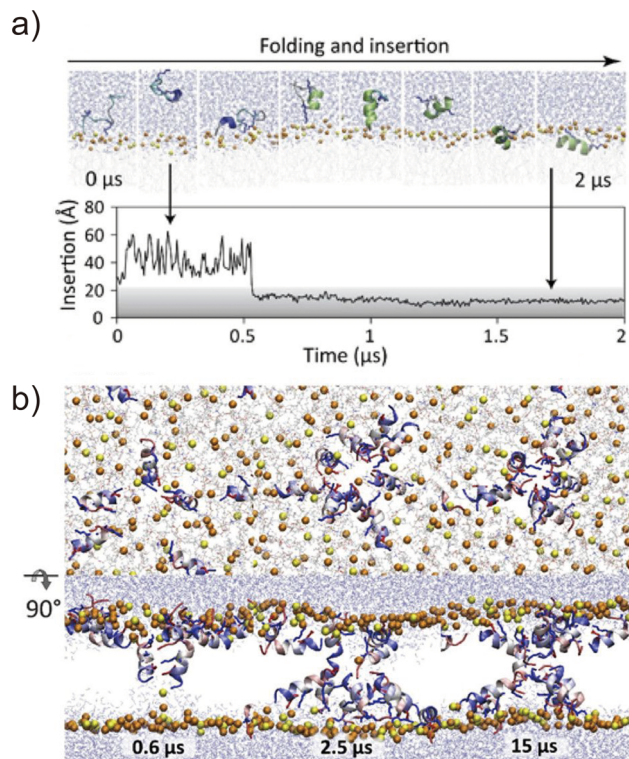 a)
Folding and insertion
0 μs
2 μs
Insertion (Å)
80
60
40
20
0
0
0.5
1
1.5
2
Time (μs)
b)
90°
0.6 μs
2.5 μs
15 μs